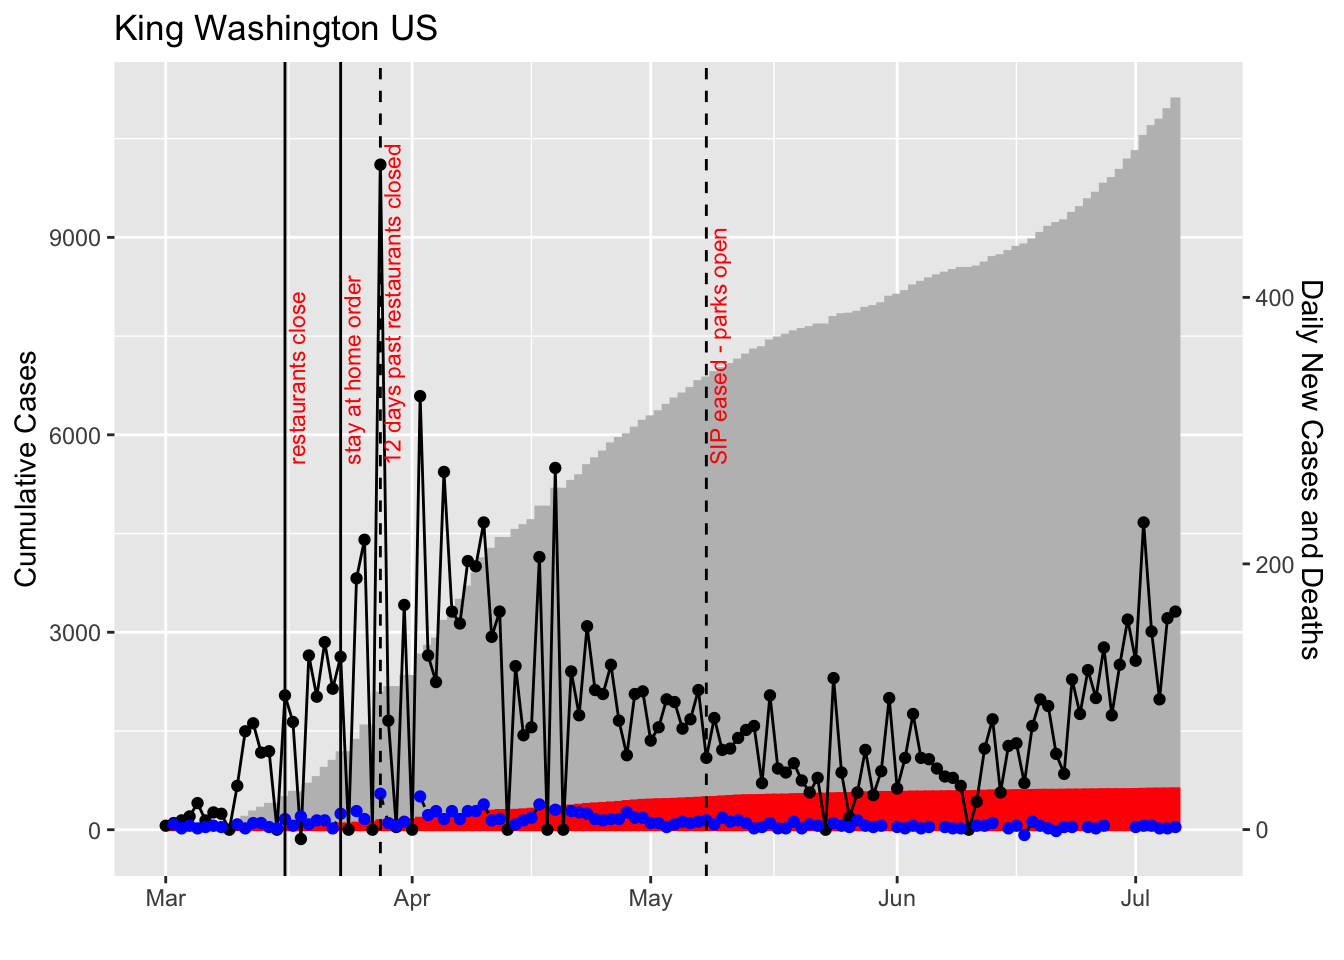 King Washington US
Cumulative Cases
9000
6000
3000
0
restaurants close
stay at home order
12 days past restaurants closed
SIP eased - parks open
400
200
0
Daily New Cases and Deaths
Mar
Apr
May
Jun
Jul